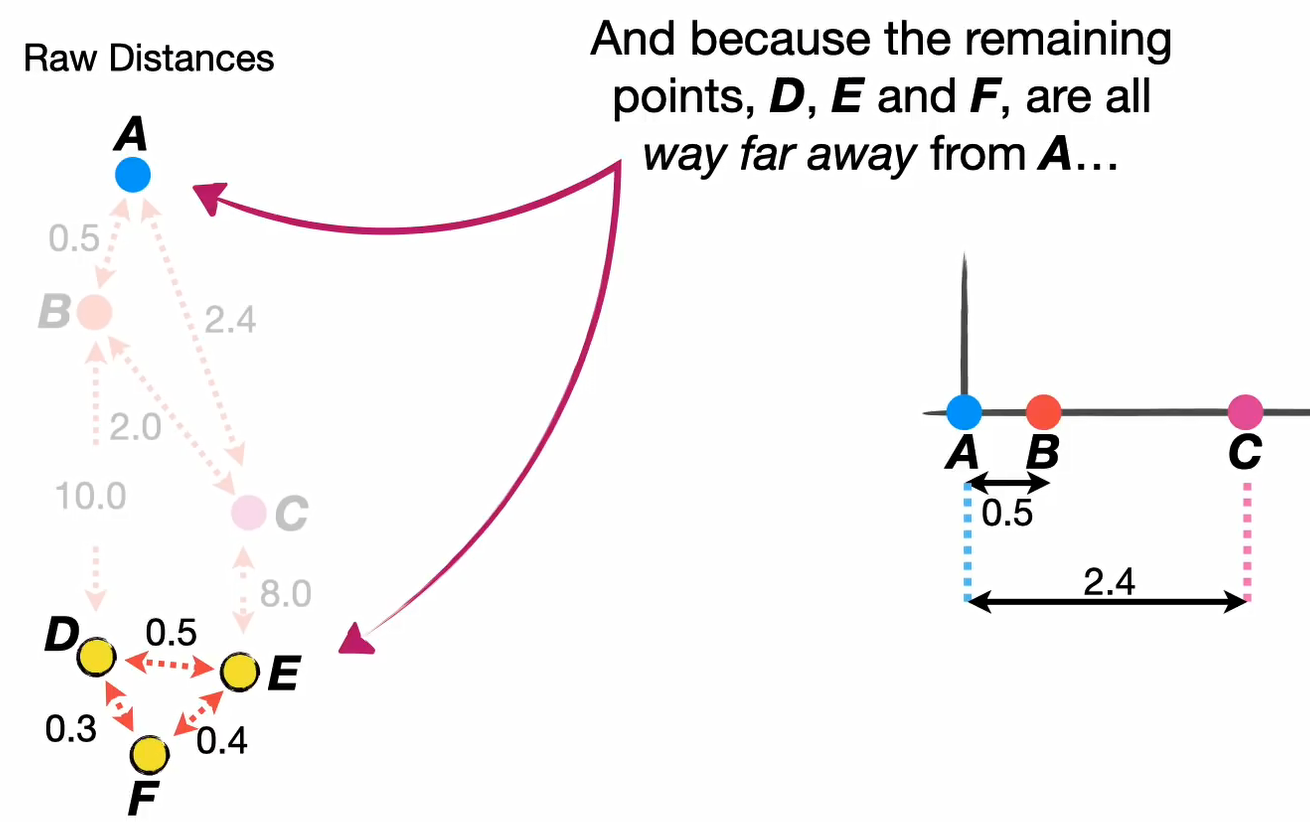 Raw Distances
And because the remaining
points, D, E and F, are all
way far away from A...
A
0.5
B
2.4
2.0
10.0
C
8.0
D
0.5
E
0.3
0.4
F
A
B
C
0.5
2.4